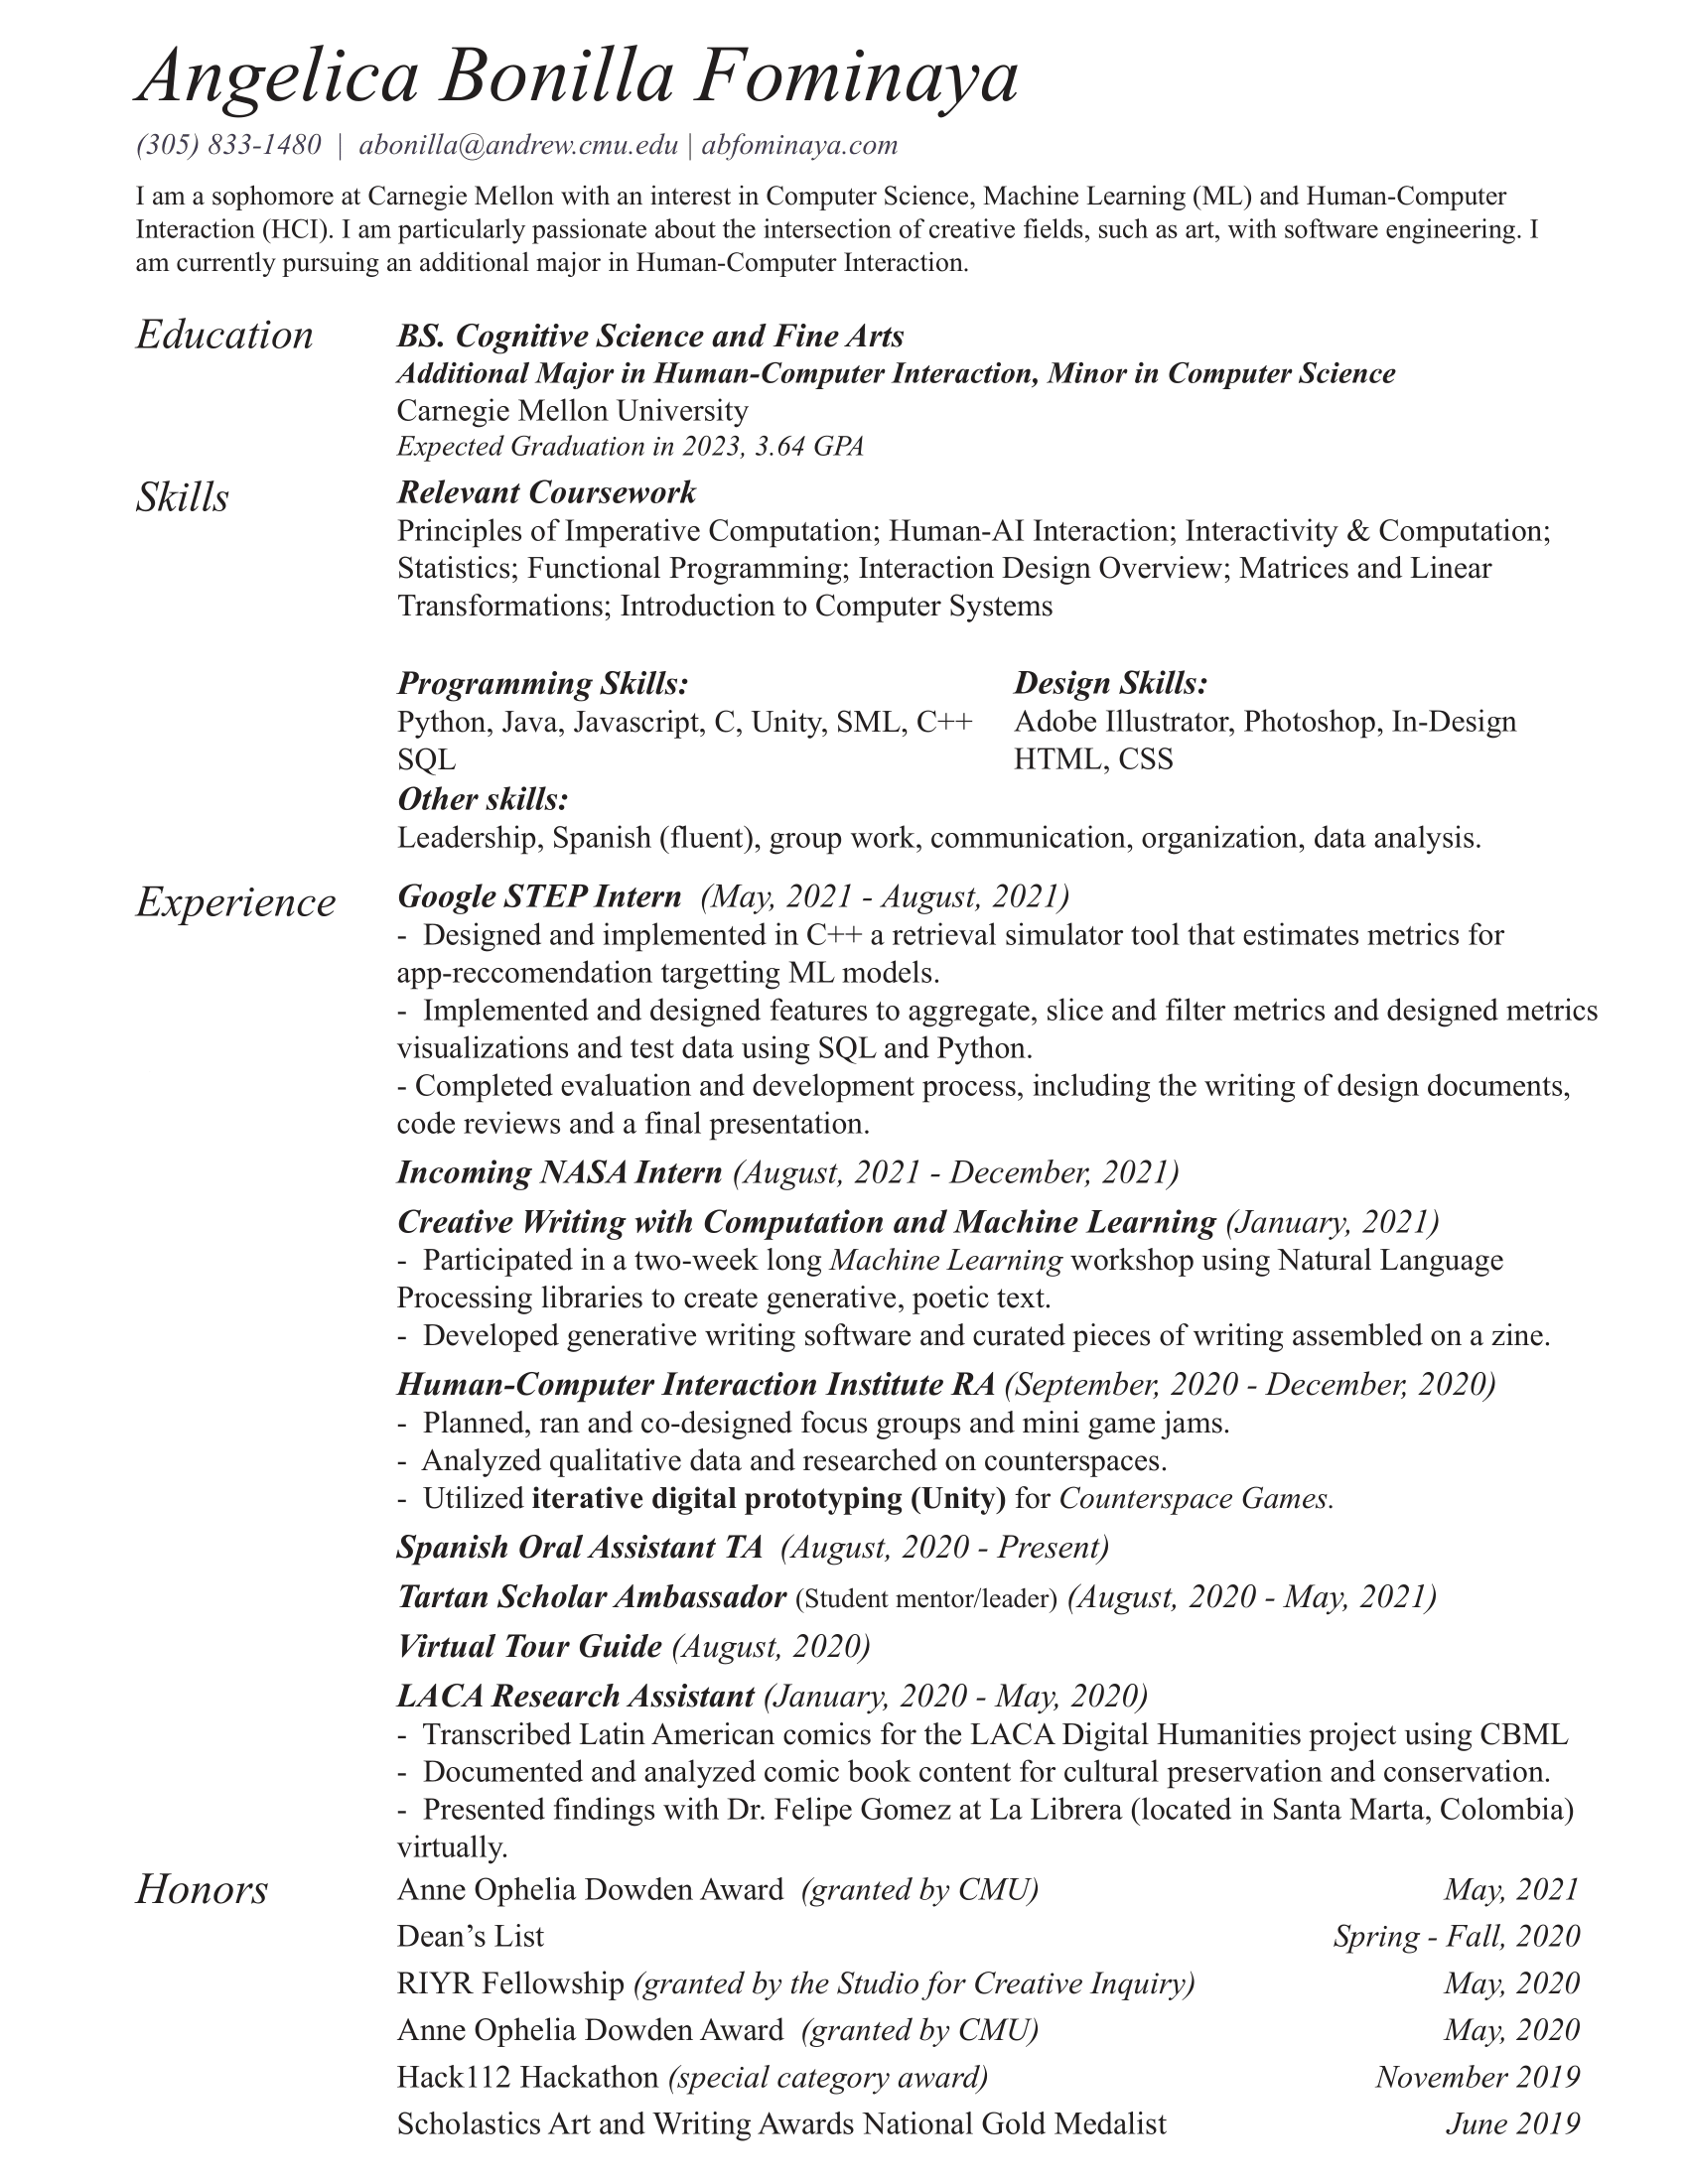 Angelica Bonilla Fominaya
(305) 833-1480 | abonilla@andrew.cmu.edu | abfominaya.com
I am a sophomore at Carnegie Mellon with an interest in Computer Science, Machine Learning (ML) and Human-Computer
Interaction (HCI). I am particularly passionate about the intersection of creative fields, such as art, with software engineering. I
am currently pursuing an additional major in Human-Computer Interaction.
Education
BS. Cognitive Science and Fine Arts
Additional Major in Human-Computer Interaction, Minor in Computer Science
Carnegie Mellon University
Expected Graduation in 2023, 3.64 GPA
Skills
Relevant Coursework
Principles of Imperative Computation; Human-AI Interaction; Interactivity & Computation;
Statistics; Functional Programming; Interaction Design Overview; Matrices and Linear
Transformations; Introduction to Computer Systems
Programming Skills:
Python, Java, Javascript, C, Unity, SML, C++
SQL
Design Skills:
Adobe Illustrator, Photoshop, In-Design
HTML, CSS
Other skills:
Leadership, Spanish (fluent), group work, communication, organization, data analysis.
Experience
Google STEP Intern (May, 2021 - August, 2021)
- Designed and implemented in C++ a retrieval simulator tool that estimates metrics for
app-reccomendation targetting ML models.
- Implemented and designed features to aggregate, slice and filter metrics and designed metrics
visualizations and test data using SQL and Python.
- Completed evaluation and development process, including the writing of design documents,
code reviews and a final presentation.
Incoming NASA Intern (August, 2021 - December, 2021)
Creative Writing with Computation and Machine Learning (January, 2021)
- Participated in a two-week long Machine Learning workshop using Natural Language
Processing libraries to create generative, poetic text.
- Developed generative writing software and curated pieces of writing assembled on a zine.
Human-Computer Interaction Institute RA (September, 2020 - December, 2020)
- Planned, ran and co-designed focus groups and mini game jams.
- Analyzed qualitative data and researched on counterspaces.
- Utilized iterative digital prototyping (Unity) for Counterspace Games.
Spanish Oral Assistant TA (August, 2020 - Present)
Tartan Scholar Ambassador (Student mentor/leader) (August, 2020 - May, 2021)
Virtual Tour Guide (August, 2020)
LACA Research Assistant (January, 2020 - May, 2020)
- Transcribed Latin American comics for the LACA Digital Humanities project using CBML
- Documented and analyzed comic book content for cultural preservation and conservation.
- Presented findings with Dr. Felipe Gomez at La Librera (located in Santa Marta, Colombia)
virtually.
Honors
Anne Ophelia Dowden Award (granted by CMU) May, 2021
Dean’s List Spring - Fall, 2020
RIYR Fellowship (granted by the Studio for Creative Inquiry) May, 2020
Anne Ophelia Dowden Award (granted by CMU) May, 2020
Hack112 Hackathon (special category award) November 2019
Scholastics Art and Writing Awards National Gold Medalist June 2019